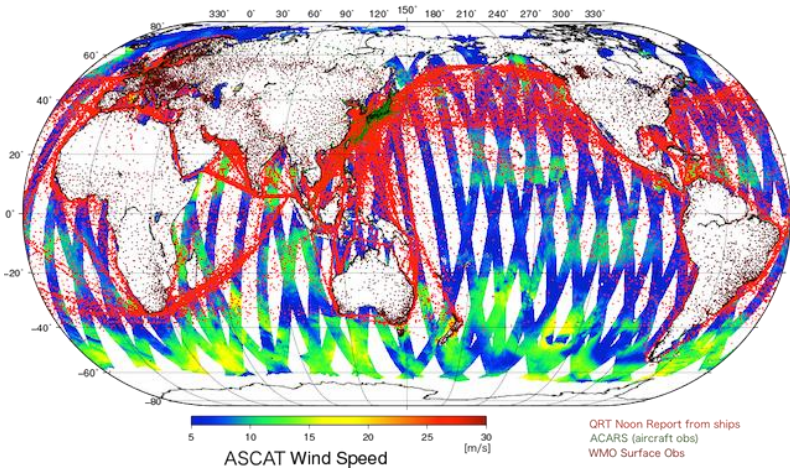 330° 0° 30° 60° 90° 120° 150° 180° 210° 240° 270° 300° 330°
80°
60°
40°
20°
0°
-20°
-40°
-60°
-80°
5 10 15 20 25 30
[m/s]
ASCAT Wind Speed
QRT Noon Report from ships
ACARS (aircraft obs)
WMO Surface Obs